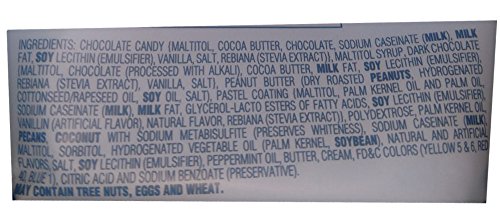 INGREDIENTS: CHOCOLATE CANDY (MALTITOL, COCOA BUTTER, CHOCOLATE, SODIUM CASEINATE (MILK), MILK
FAT, SOY LECITHIN (EMULSIFIER), VANILLA, SALT, REBIANA (STEVIA EXTRACT)), MALTITOL SYRUP, DARK CHOCOLATE
(MALTITOL, CHOCOLATE (PROCESSED WITH ALKALI), COCOA BUTTER, MILK FAT, SOY LECITHIN (EMULSIFIER),
REBIANA (STEVIA EXTRACT), VANILLA, SALT), PEANUT BUTTER (DRY ROASTED PEANUTS, HYDROGENATED
COTTONSEED/RAPESEED OIL, SOY OIL, SALT), PASTEL COATING (MALTITOL, PALM KERNEL OIL AND PALM OIL,
SODIUM CASEINATE (MILK), MILK FAT, GLYCEROL-LACTO ESTERS OF FATTY ACIDS, SOY LECITHIN (EMULSIFIER),
VANILLIN (ARTIFICIAL FLAVOR), NATURAL FLAVOR, REBIANA (STEVIA EXTRACT)), POLYDEXTROSE, PALM KERNEL OIL,
PECANS, COCONUT, WITH SODIUM METABISULFITE (PRESERVES WHITENESS), SODIUM CASEINATE (MILK),
MALTITOL, SORBITOL, HYDROGENATED VEGETABLE OIL (PALM KERNEL, SOYBEAN), NATURAL AND ARTIFICIAL
FLAVORS, SALT, SOY LECITHIN (EMULSIFIER), PEPPERMINT OIL, BUTTER, CREAM, FD&C COLORS (YELLOW 5 & 6, RED
40, BLUE 1), CITRIC ACID AND SODIUM BENZOATE (PRESERVATIVE).
MAY CONTAIN TREE NUTS, EGGS AND WHEAT.